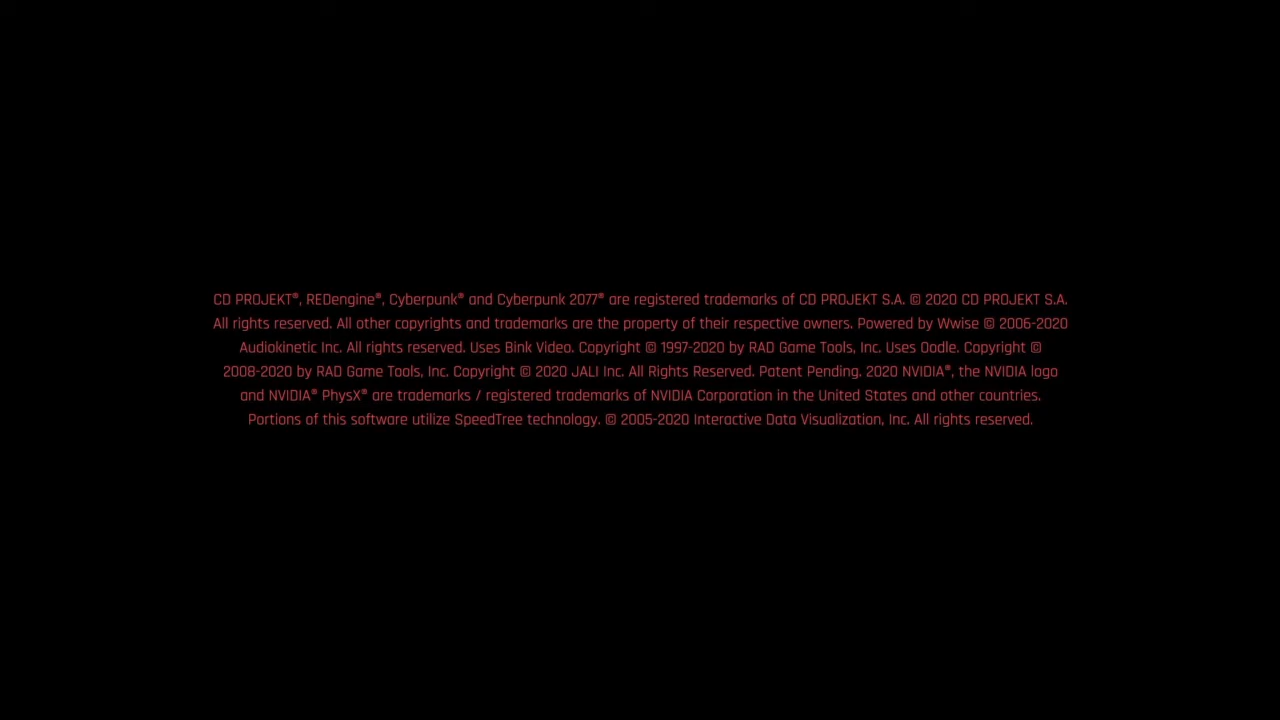 CD PROJEKT®, REDengine®, Cyberpunk® and Cyberpunk 2077® are registered trademarks of CD PROJEKT S.A. © 2020 CD PROJEKT S.A.
All rights reserved. All other copyrights and trademarks are the property of their respective owners. Powered by Wwise © 2006-2020
Audiokinetic Inc. All rights reserved. Uses Bink Video. Copyright © 1997-2020 by RAD Game Tools, Inc. Uses Oodle. Copyright ©
2008-2020 by RAD Game Tools, Inc. Copyright © 2020 JALI Inc. All Rights Reserved. Patent Pending. 2020 NVIDIA®, the NVIDIA logo
and NVIDIA® PhysX® are trademarks / registered trademarks of NVIDIA Corporation in the United States and other countries.
Portions of this software utilize SpeedTree technology. © 2005-2020 Interactive Data Visualization, Inc. All rights reserved.